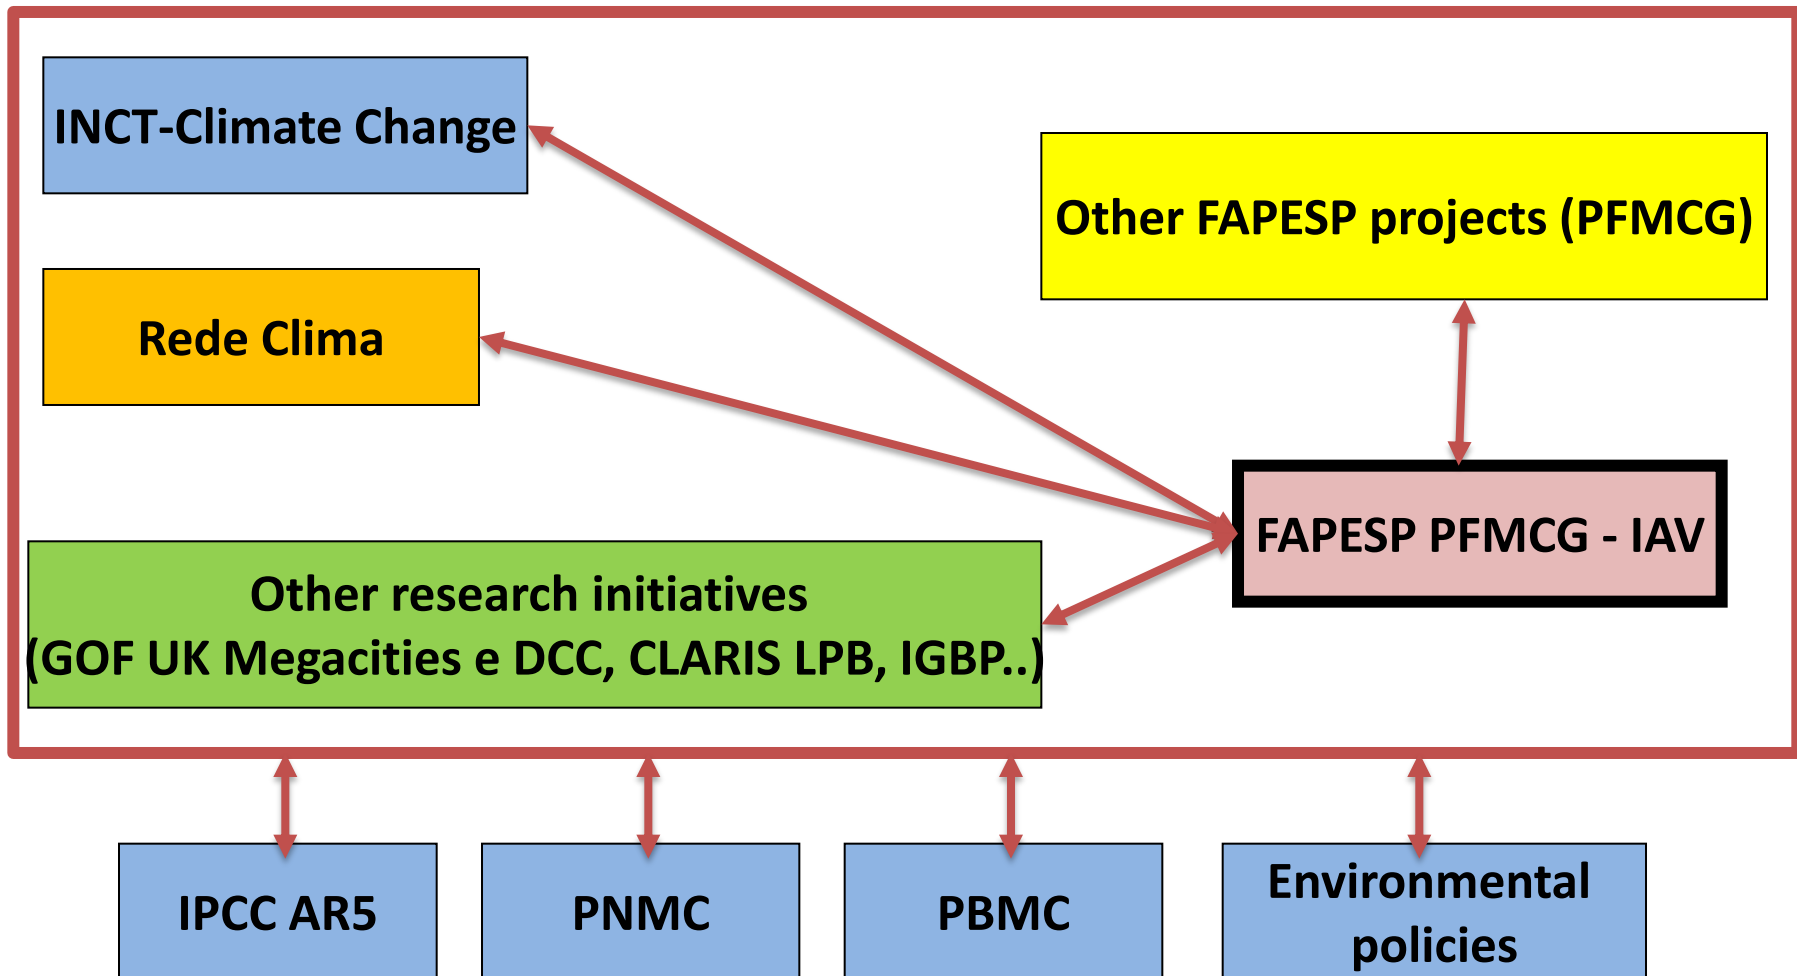 INCT-Climate Change
Other FAPESP projects (PFMCG)
Rede Clima
FAPESP PFMCG - IAV
Other research initiatives
(GOF UK Megacities e DCC, CLARIS LPB, IGBP..)
IPCC AR5
PNMC
PBMC
Environmental
policies